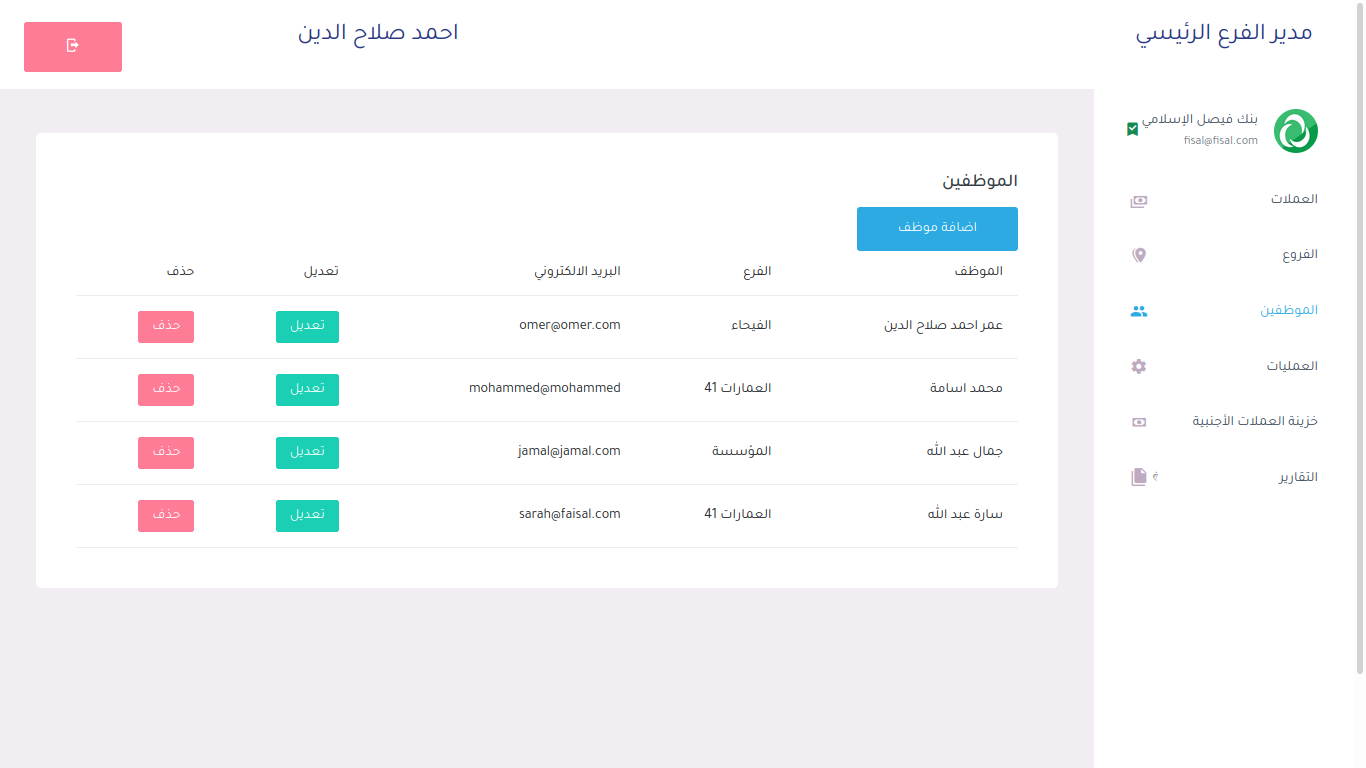 مدير الفرع الرئيسي
احمد صلاح الدين
بنك فيصل الإسلامي
fisal@fisal.com
العملات
الفروع
الموظفين
العمليات
خزينة العملات الأجنبية
التقارير
الموظفين
اضافة موظف
الموظف الفرع البريد الالكتروني تعديل حذف
عمر احمد صلاح الدين الفيحاء omer@omer.com تعديل حذف
محمد اسامة العمارات 41 mohammed@mohammed تعديل حذف
جمال عبد الله المؤسسة jamal@jamal.com تعديل حذف
سارة عبد الله العمارات 41 sarah@faisal.com تعديل حذف